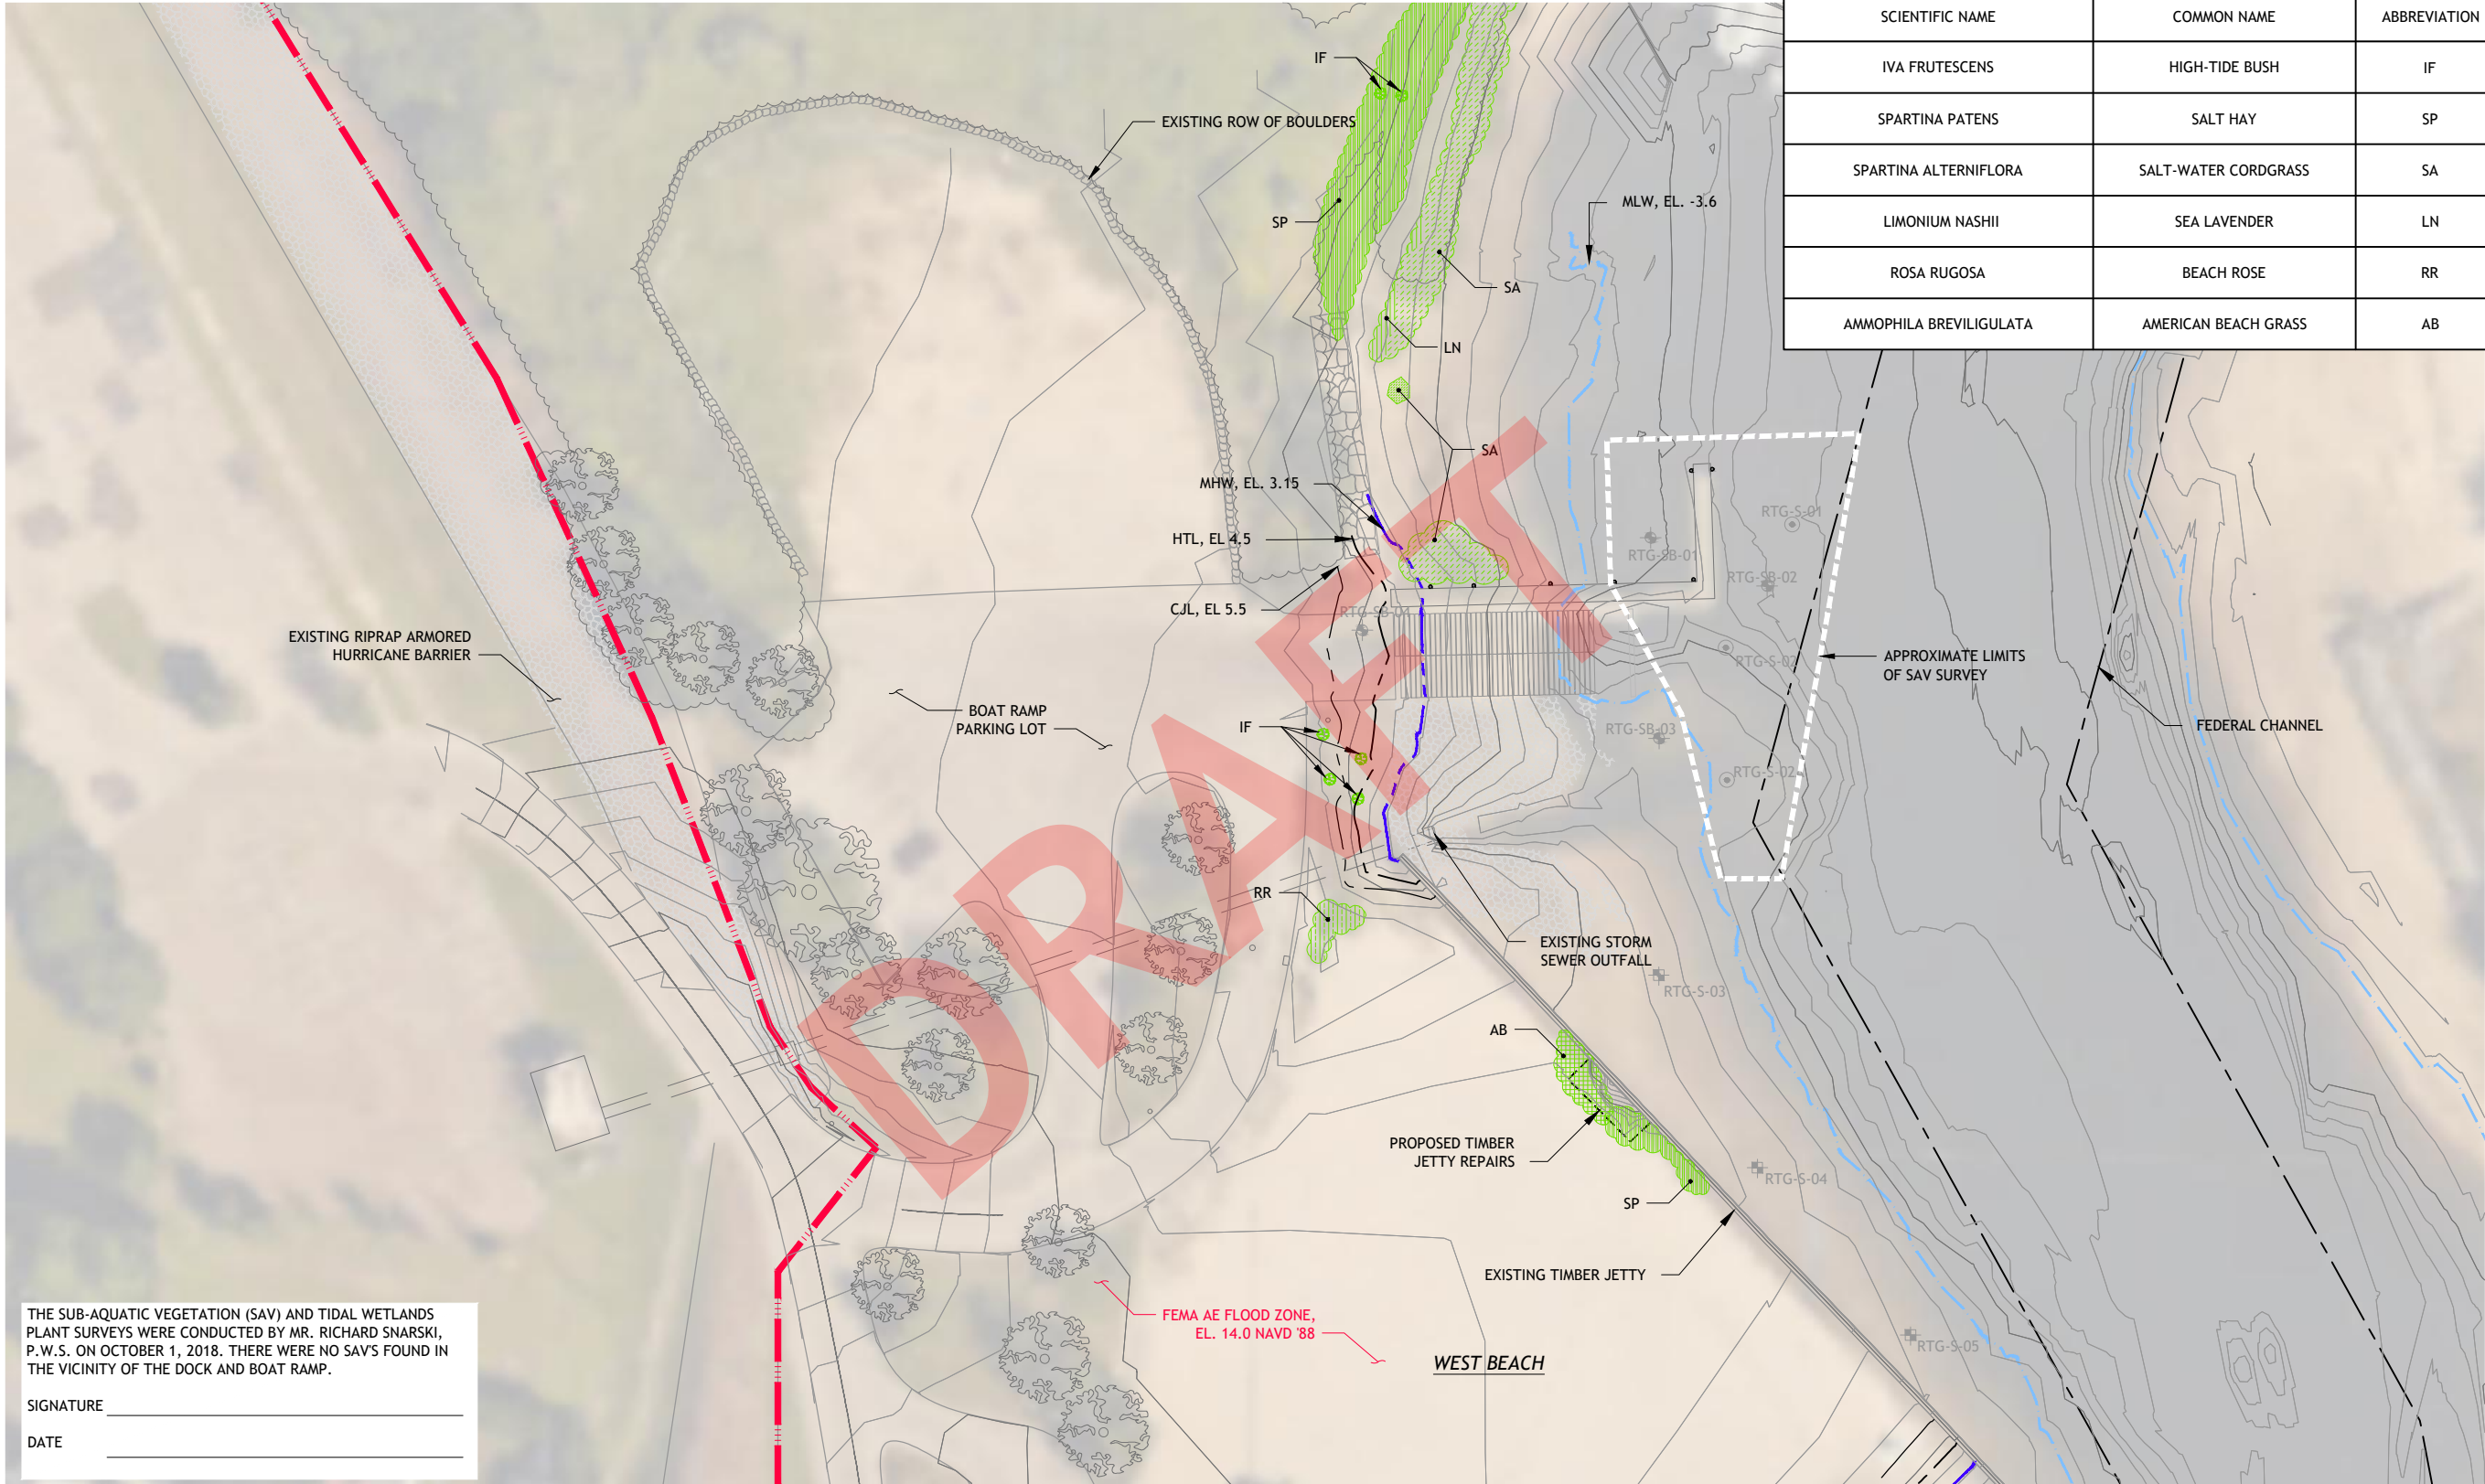 SCIENTIFIC NAME COMMON NAME ABBREVIATION
IVA FRUTESCENS HIGH-TIDE BUSH IF
SPARTINA PATENS SALT HAY SP
SPARTINA ALTERNIFLORA SALT-WATER CORDGRASS SA
LIMONIUM NASHII SEA LAVENDER LN
ROSA RUGOSA BEACH ROSE RR
AMMOPHILA BREVILIGULATA AMERICAN BEACH GRASS AB
IF
EXISTING ROW OF BOULDERS
SP
MLW, EL. -3.6
SA
LN
SA
MHW, EL. 3.15
HTL, EL 4.5
CJL, EL 5.5
RTG-S-01
RTG-SB-01
RTG-SB-02
RTG-SB-04
RTG-S-02
RTG-SB-03
RTG-S-02
EXISTING RIPRAP ARMORED
HURRICANE BARRIER
BOAT RAMP
PARKING LOT
IF
APPROXIMATE LIMITS
OF SAV SURVEY
FEDERAL CHANNEL
DRAFT
RR
EXISTING STORM
SEWER OUTFALL
RTG-S-03
AB
PROPOSED TIMBER
JETTY REPAIRS
RTG-S-04
SP
EXISTING TIMBER JETTY
FEMA AE FLOOD ZONE,
EL. 14.0 NAVD '88
RTG-S-05
WEST BEACH
THE SUB-AQUATIC VEGETATION (SAV) AND TIDAL WETLANDS
PLANT SURVEYS WERE CONDUCTED BY MR. RICHARD SNARSKI,
P.W.S. ON OCTOBER 1, 2018. THERE WERE NO SAV'S FOUND IN
THE VICINITY OF THE DOCK AND BOAT RAMP.
SIGNATURE
DATE